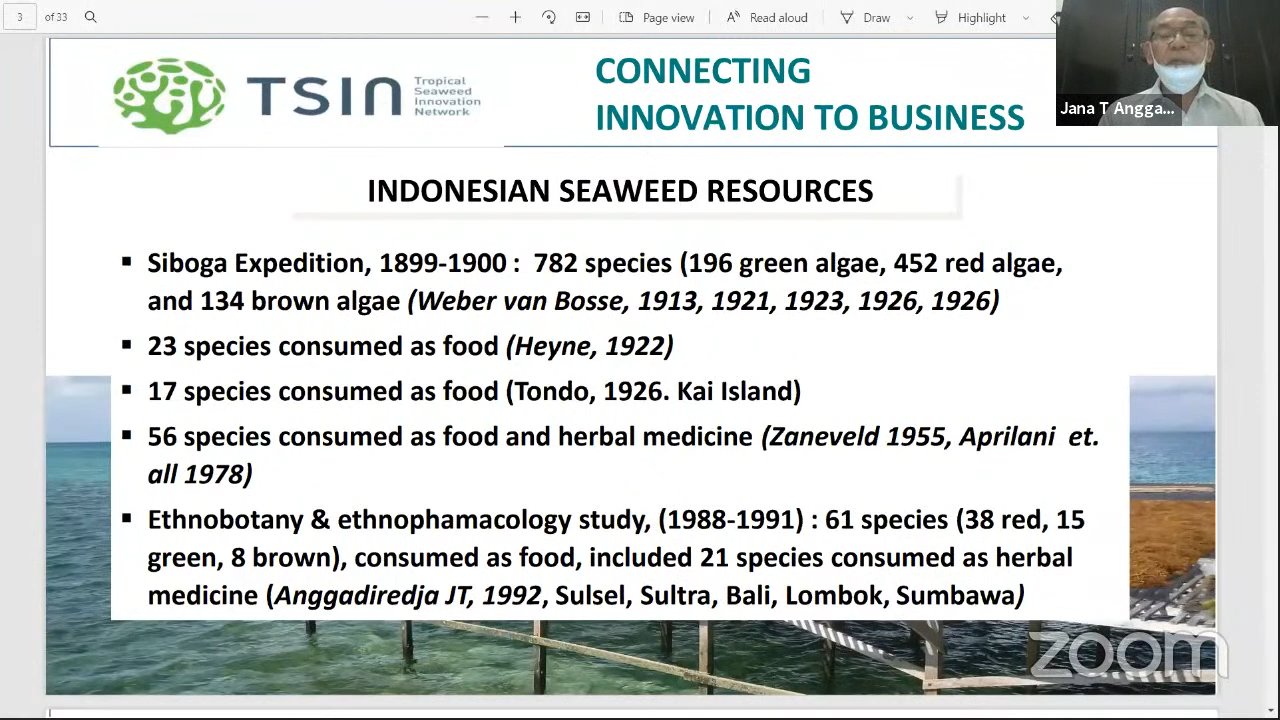 3 of 33
Page view
Read aloud
Draw
Highlight
TSIN
Tropical
Seaweed
Innovation
Network
CONNECTING
INNOVATION TO BUSINESS
Jana T Angga...
INDONESIAN SEAWEED RESOURCES
▪ Siboga Expedition, 1899-1900 : 782 species (196 green algae, 452 red algae,
and 134 brown algae (Weber van Bosse, 1913, 1921, 1923, 1926, 1926)
▪ 23 species consumed as food (Heyne, 1922)
▪ 17 species consumed as food (Tondo, 1926. Kai Island)
▪ 56 species consumed as food and herbal medicine (Zaneveld 1955, Aprilani et.
all 1978)
▪ Ethnobotany & ethnophamacology study, (1988-1991) : 61 species (38 red, 15
green, 8 brown), consumed as food, included 21 species consumed as herbal
medicine (Anggadiredja JT, 1992, Sulsel, Sultra, Bali, Lombok, Sumbawa)
zoom